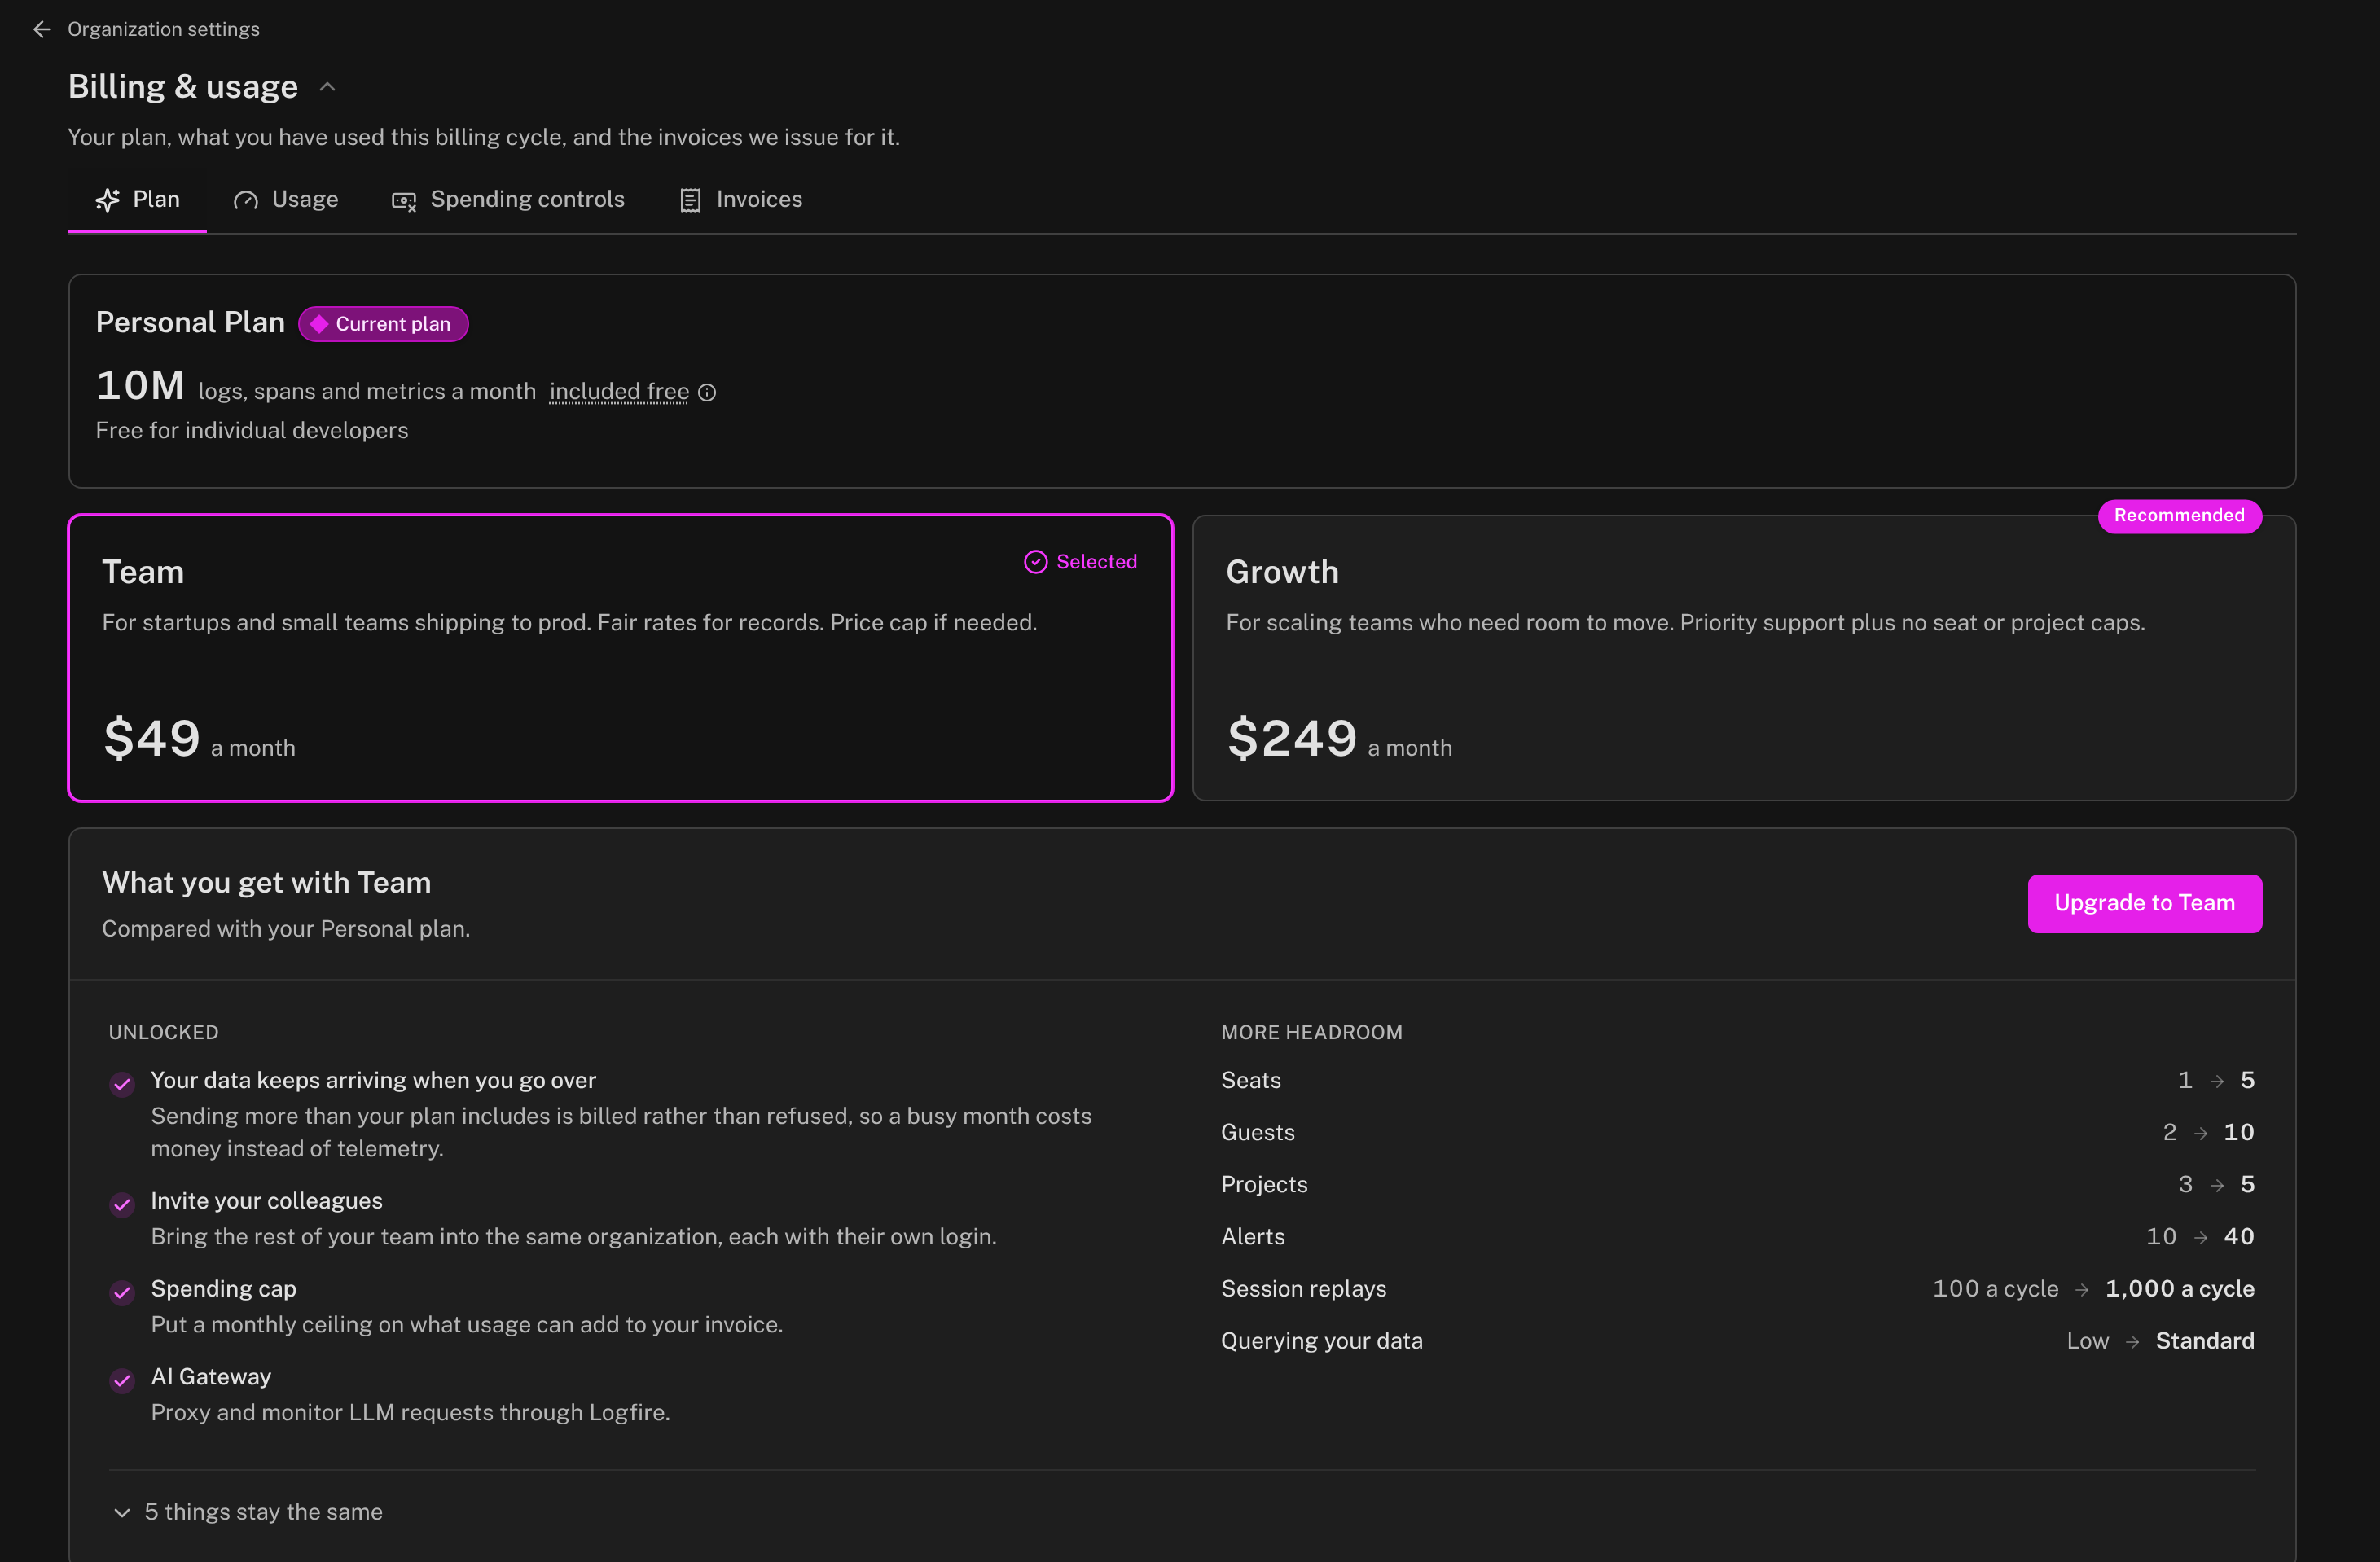 Organization settings
Billing & usage
Your plan, what you have used this billing cycle, and the invoices we issue for it.
Plan Usage Spending controls Invoices
Personal Plan Current plan
10M logs, spans and metrics a month included free
Free for individual developers
Recommended
Team Selected
For startups and small teams shipping to prod. Fair rates for records. Price cap if needed.
$49 a month
Growth
For scaling teams who need room to move. Priority support plus no seat or project caps.
$249 a month
What you get with Team
Compared with your Personal plan.
Upgrade to Team
UNLOCKED
Your data keeps arriving when you go over
Sending more than your plan includes is billed rather than refused, so a busy month costs
money instead of telemetry.
Invite your colleagues
Bring the rest of your team into the same organization, each with their own login.
Spending cap
Put a monthly ceiling on what usage can add to your invoice.
AI Gateway
Proxy and monitor LLM requests through Logfire.
MORE HEADROOM
Seats 1 → 5
Guests 2 → 10
Projects 3 → 5
Alerts 10 → 40
Session replays 100 a cycle → 1,000 a cycle
Querying your data Low → Standard
5 things stay the same